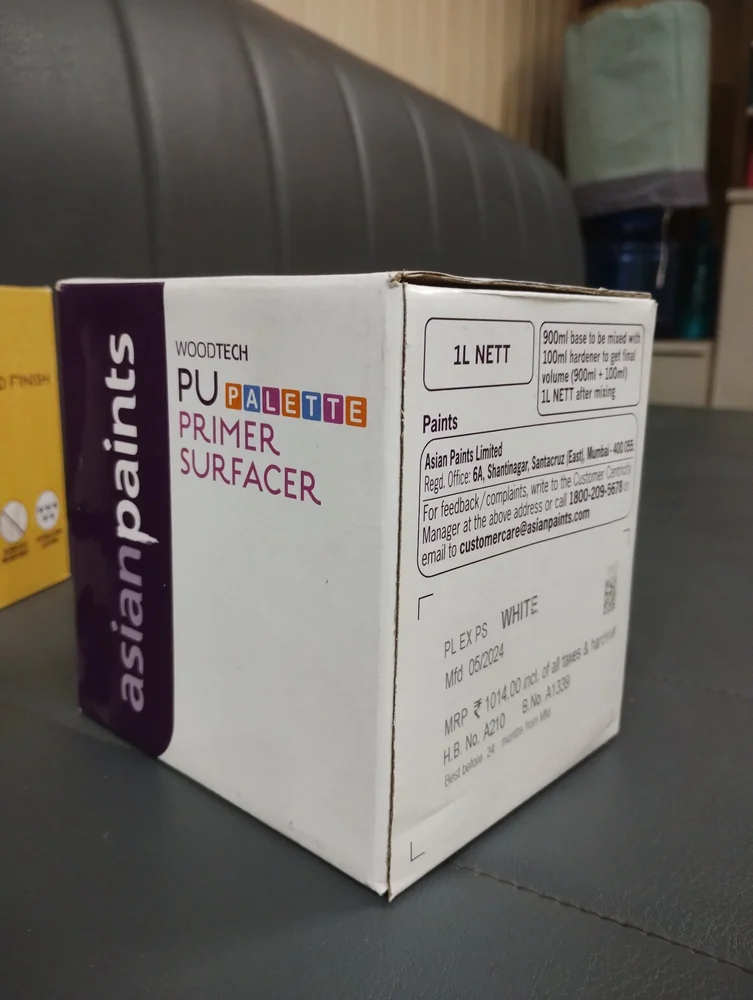 asianpaints
WOODTECH
PU PALETTE
PRIMER
SURFACER
1L NETT
900ml base to be mixed with
100ml hardener to get final
volume (900ml + 100ml)
1L NETT after mixing
Paints
Asian Paints Limited
Regd. Office: 6A, Shantinagar, Santacruz (East), Mumbai - 400 055
For feedback/complaints, write to the Customer Centricity
Manager at the above address or call 1800-209-5678 or
email to customercare@asianpaints.com
PL EX PS WHITE
Mfd 05/2024
MRP ₹ 1014.00 incl. of all taxes & hardner
H.B. No. A210 B.No. A1339
Best before 24 months from Mfd
FINISH